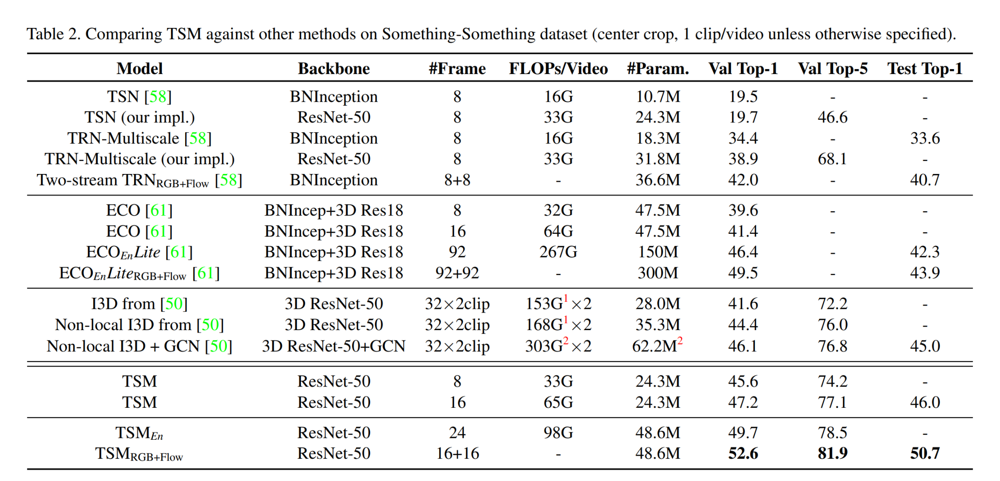 Table 2. Comparing TSM against other methods on Something-Something dataset (center crop, 1 clip/video unless otherwise specified).
Model Backbone #Frame FLOPs/Video #Param. Val Top-1 Val Top-5 Test Top-1
TSN [58] BNInception 8 16G 10.7M 19.5 - -
TSN (our impl.) ResNet-50 8 33G 24.3M 19.7 46.6 -
TRN-Multiscale [58] BNInception 8 16G 18.3M 34.4 - 33.6
TRN-Multiscale (our impl.) ResNet-50 8 33G 31.8M 38.9 68.1 -
Two-stream TRN RGB+Flow [58] BNInception 8+8 - 36.6M 42.0 - 40.7
ECO [61] BNIncep+3D Res18 8 32G 47.5M 39.6 - -
ECO [61] BNIncep+3D Res18 16 64G 47.5M 41.4 - -
ECO En Lite [61] BNIncep+3D Res18 92 267G 150M 46.4 - 42.3
ECO En Lite RGB+Flow [61] BNIncep+3D Res18 92+92 - 300M 49.5 - 43.9
I3D from [50] 3D ResNet-50 32×2clip 153G¹×2 28.0M 41.6 72.2 -
Non-local I3D from [50] 3D ResNet-50 32×2clip 168G¹×2 35.3M 44.4 76.0 -
Non-local I3D + GCN [50] 3D ResNet-50+GCN 32×2clip 303G²×2 62.2M² 46.1 76.8 45.0
TSM ResNet-50 8 33G 24.3M 45.6 74.2 -
TSM ResNet-50 16 65G 24.3M 47.2 77.1 46.0
TSM En ResNet-50 24 98G 48.6M 49.7 78.5 -
TSM RGB+Flow ResNet-50 16+16 - 48.6M 52.6 81.9 50.7